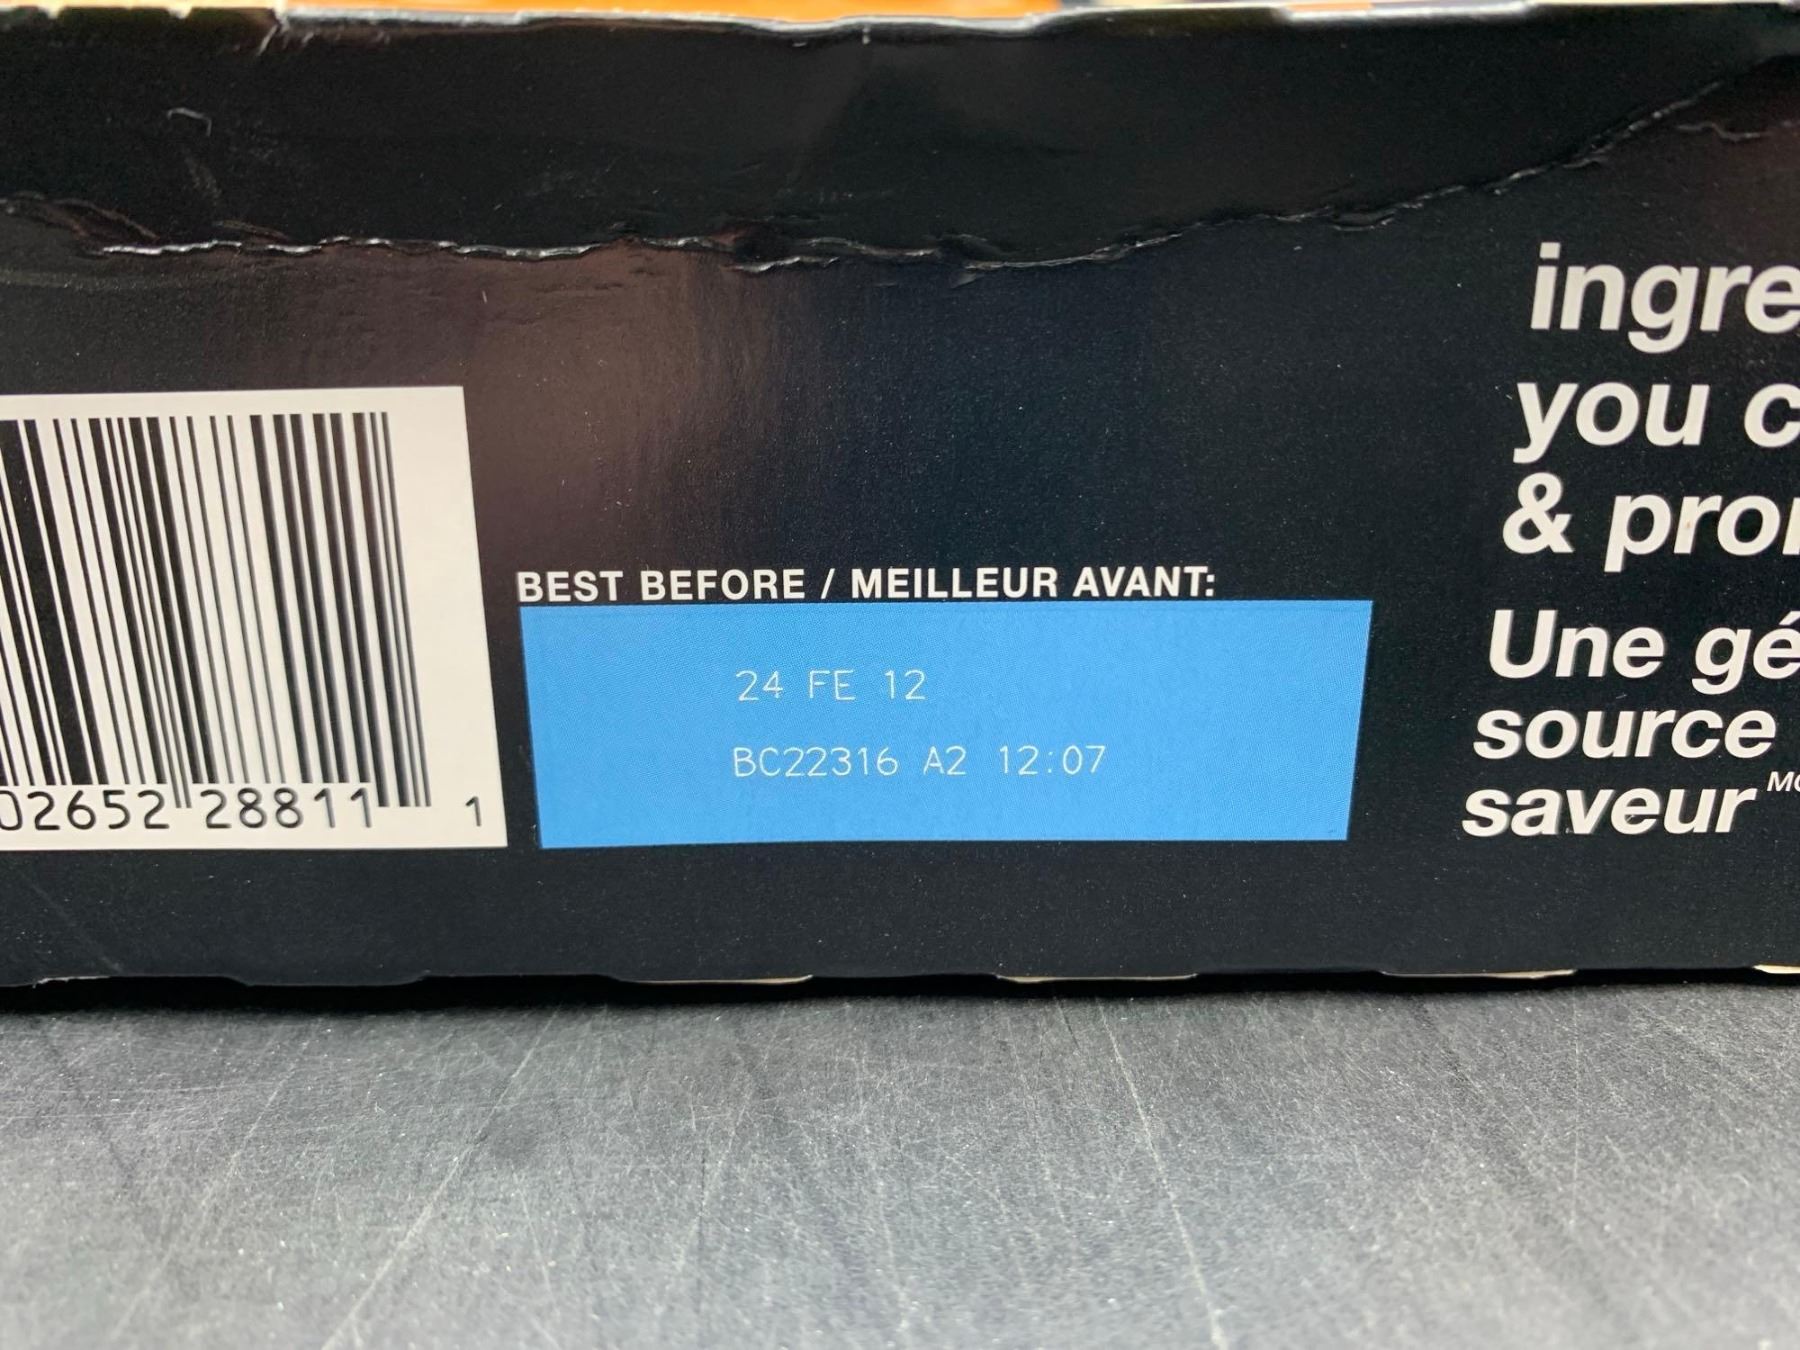 ingre
you c
& pro
Une gé
source
saveur
BEST BEFORE / MEILLEUR AVANT:
24 FE 12
BC22316 A2 12:07
02652 28811 1